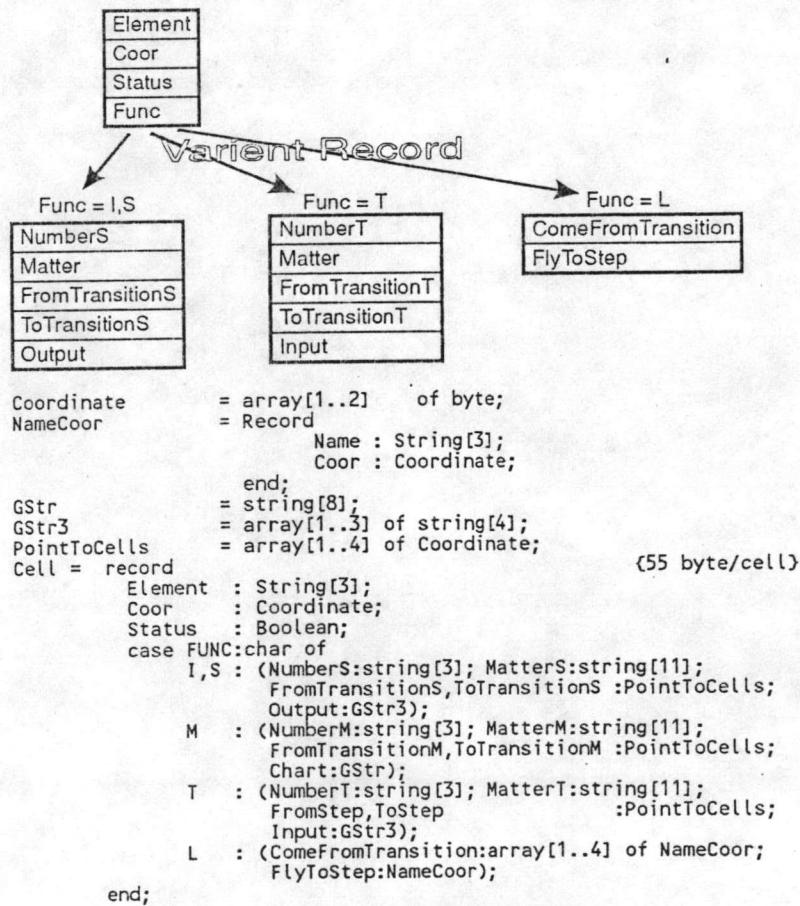 Element
Coor
Status
Func
Varient Record
Func = I,S
Func = T
Func = L
NumberS
Matter
FromTransitionS
ToTransitionS
Output
NumberT
Matter
FromTransitionT
ToTransitionT
Input
ComeFromTransition
FlyToStep
Coordinate = array[1..2] of byte;
NameCoor = Record
Name : String[3];
Coor : Coordinate;
end;
GStr = string[8];
GStr3 = array[1..3] of string[4];
PointToCells = array[1..4] of Coordinate;
Cell = record {55 byte/cell}
Element : String[3];
Coor : Coordinate;
Status : Boolean;
case FUNC:char of
I,S : (NumberS:string[3]; MatterS:string[11];
FromTransitionS,ToTransitionS :PointToCells;
Output:GStr3);
M : (NumberM:string[3]; MatterM:string[11];
FromTransitionM,ToTransitionM :PointToCells;
Chart:GStr);
T : (NumberT:string[3]; MatterT:string[11];
FromStep,ToStep :PointToCells;
Input:GStr3);
L : (ComeFromTransition:array[1..4] of NameCoor;
FlyToStep:NameCoor);
end;